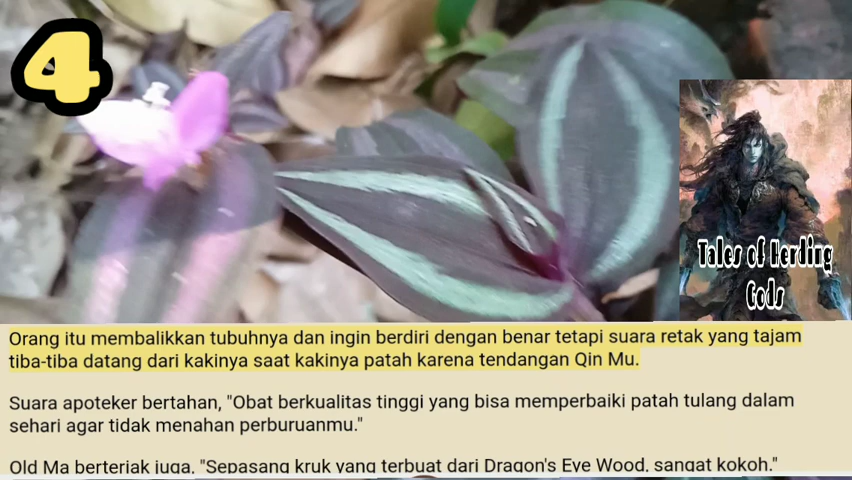 4
Tales of Herding
Gods
Orang itu membalikkan tubuhnya dan ingin berdiri dengan benar tetapi suara retak yang tajam
tiba-tiba datang dari kakinya saat kakinya patah karena tendangan Qin Mu.
Suara apoteker bertahan, "Obat berkualitas tinggi yang bisa memperbaiki patah tulang dalam
sehari agar tidak menahan perburuanmu."
Old Ma berteriak juga, "Sepasang kruk yang terbuat dari Dragon's Eye Wood, sangat kokoh."